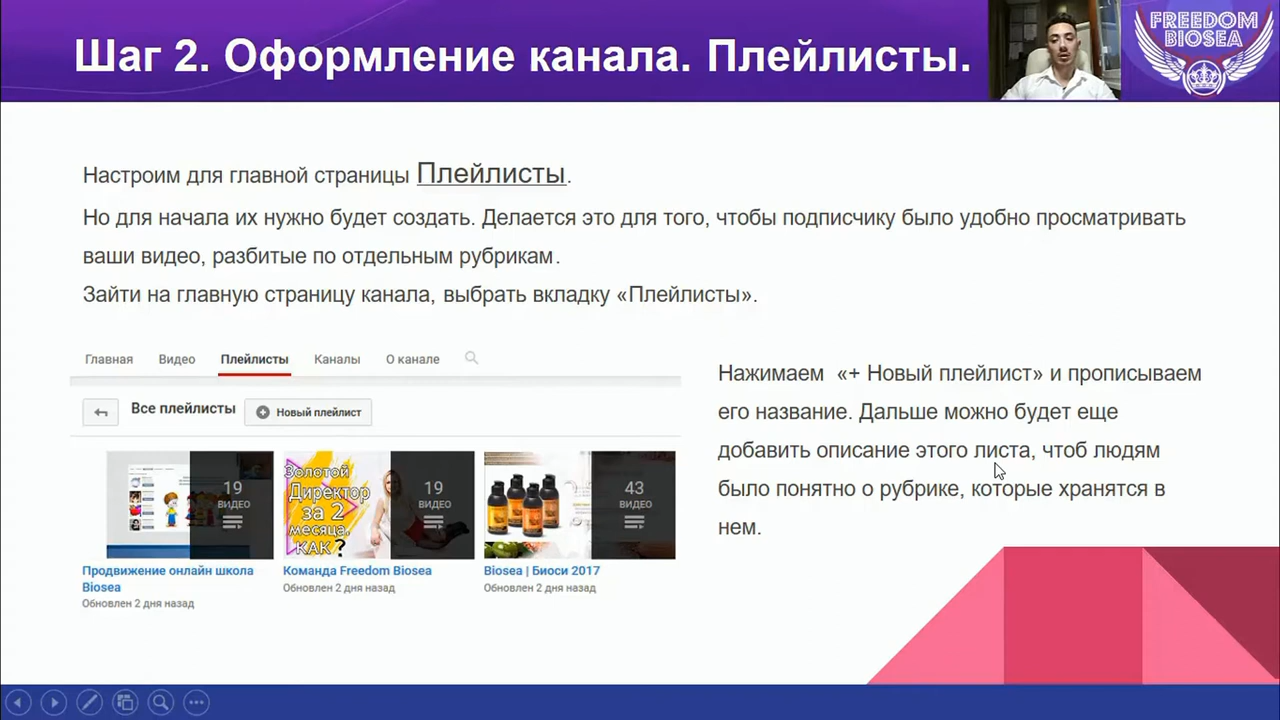 Шаг 2. Оформление канала. Плейлисты.
FREEDOM
BIOSEA
Настроим для главной страницы Плейлисты.
Но для начала их нужно будет создать. Делается это для того, чтобы подписчику было удобно просматривать
ваши видео, разбитые по отдельным рубрикам.
Зайти на главную страницу канала, выбрать вкладку «Плейлисты».
Главная Видео Плейлисты Каналы О канале
Все плейлисты Новый плейлист
19
ВИДЕО
Золотой
Директор
за 2
месяца.
КАК?
19
ВИДЕО
43
ВИДЕО
Продвижение онлайн школа
Biosea
Обновлен 2 дня назад
Команда Freedom Biosea
Обновлен 2 дня назад
Biosea | Биоси 2017
Обновлен 2 дня назад
Нажимаем «+ Новый плейлист» и прописываем
его название. Дальше можно будет еще
добавить описание этого листа, чтоб людям
было понятно о рубрике, которые хранятся в
нем.